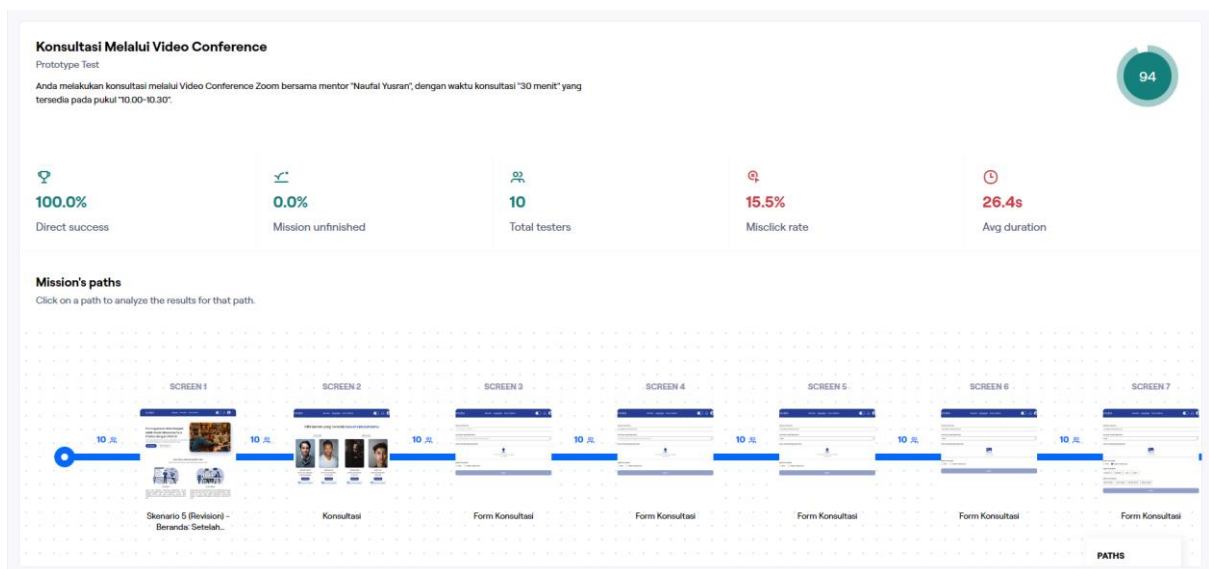 Konsultasi Melalui Video Conference
Prototype Test
94
Anda melakukan konsultasi melalui Video Conference Zoom bersama mentor "Naufal Yusran", dengan waktu konsultasi "30 menit" yang
tersedia pada pukul "10.00-10.30".
100.0%
Direct success
0.0%
Mission unfinished
10
Total testers
15.5%
Misclick rate
26.4s
Avg duration
Mission's paths
Click on a path to analyze the results for that path.
SCREEN 1
SCREEN 2
SCREEN 3
SCREEN 4
SCREEN 5
SCREEN 6
SCREEN 7
10
10
10
10
10
10
10
Skenario 5 (Revision) -
Beranda: Setelah...
Konsultasi
Form Konsultasi
Form Konsultasi
Form Konsultasi
Form Konsultasi
Form Konsultasi
PATHS